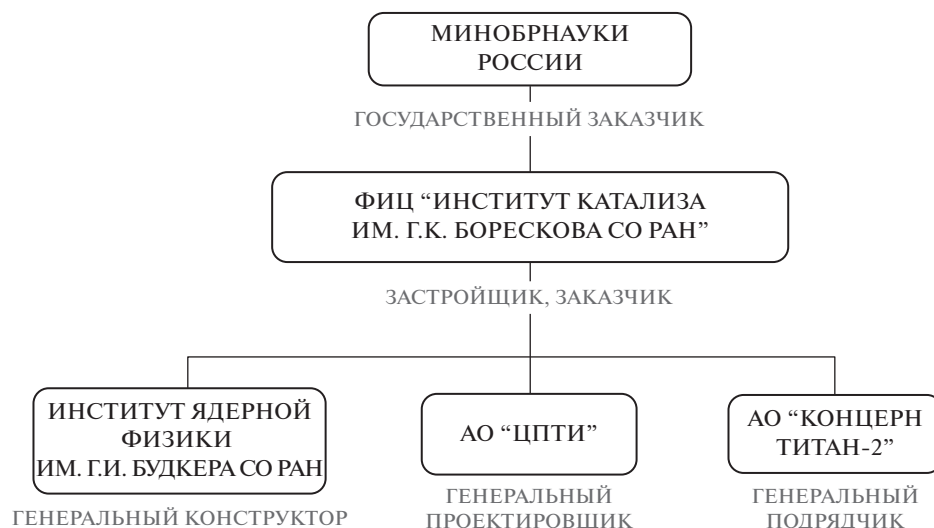 МИНОБРНАУКИ
РОССИИ
ГОСУДАРСТВЕННЫЙ ЗАКАЗЧИК
ФИЦ “ИНСТИТУТ КАТАЛИЗА
ИМ. Г.К. БОРЕСКОВА СО РАН”
ЗАСТРОЙЩИК, ЗАКАЗЧИК
ИНСТИТУТ ЯДЕРНОЙ
ФИЗИКИ
ИМ. Г.И. БУДКЕРА СО РАН
ГЕНЕРАЛЬНЫЙ КОНСТРУКТОР
АО “ЦПТИ”
ГЕНЕРАЛЬНЫЙ
ПРОЕКТИРОВЩИК
АО “КОНЦЕРН
ТИТАН-2”
ГЕНЕРАЛЬНЫЙ
ПОДРЯДЧИК